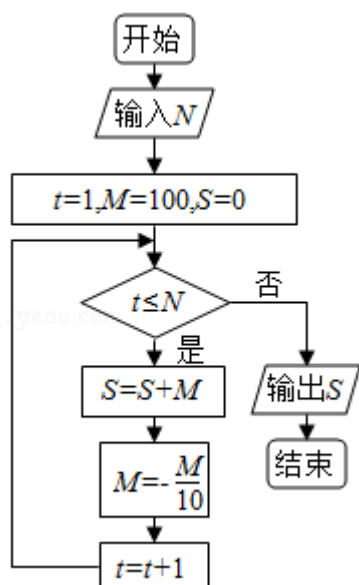 开始
输入N
t=1,M=100,S=0
t≤N
否
是
S=S+M
输出S
M=-M/10
结束
t=t+1